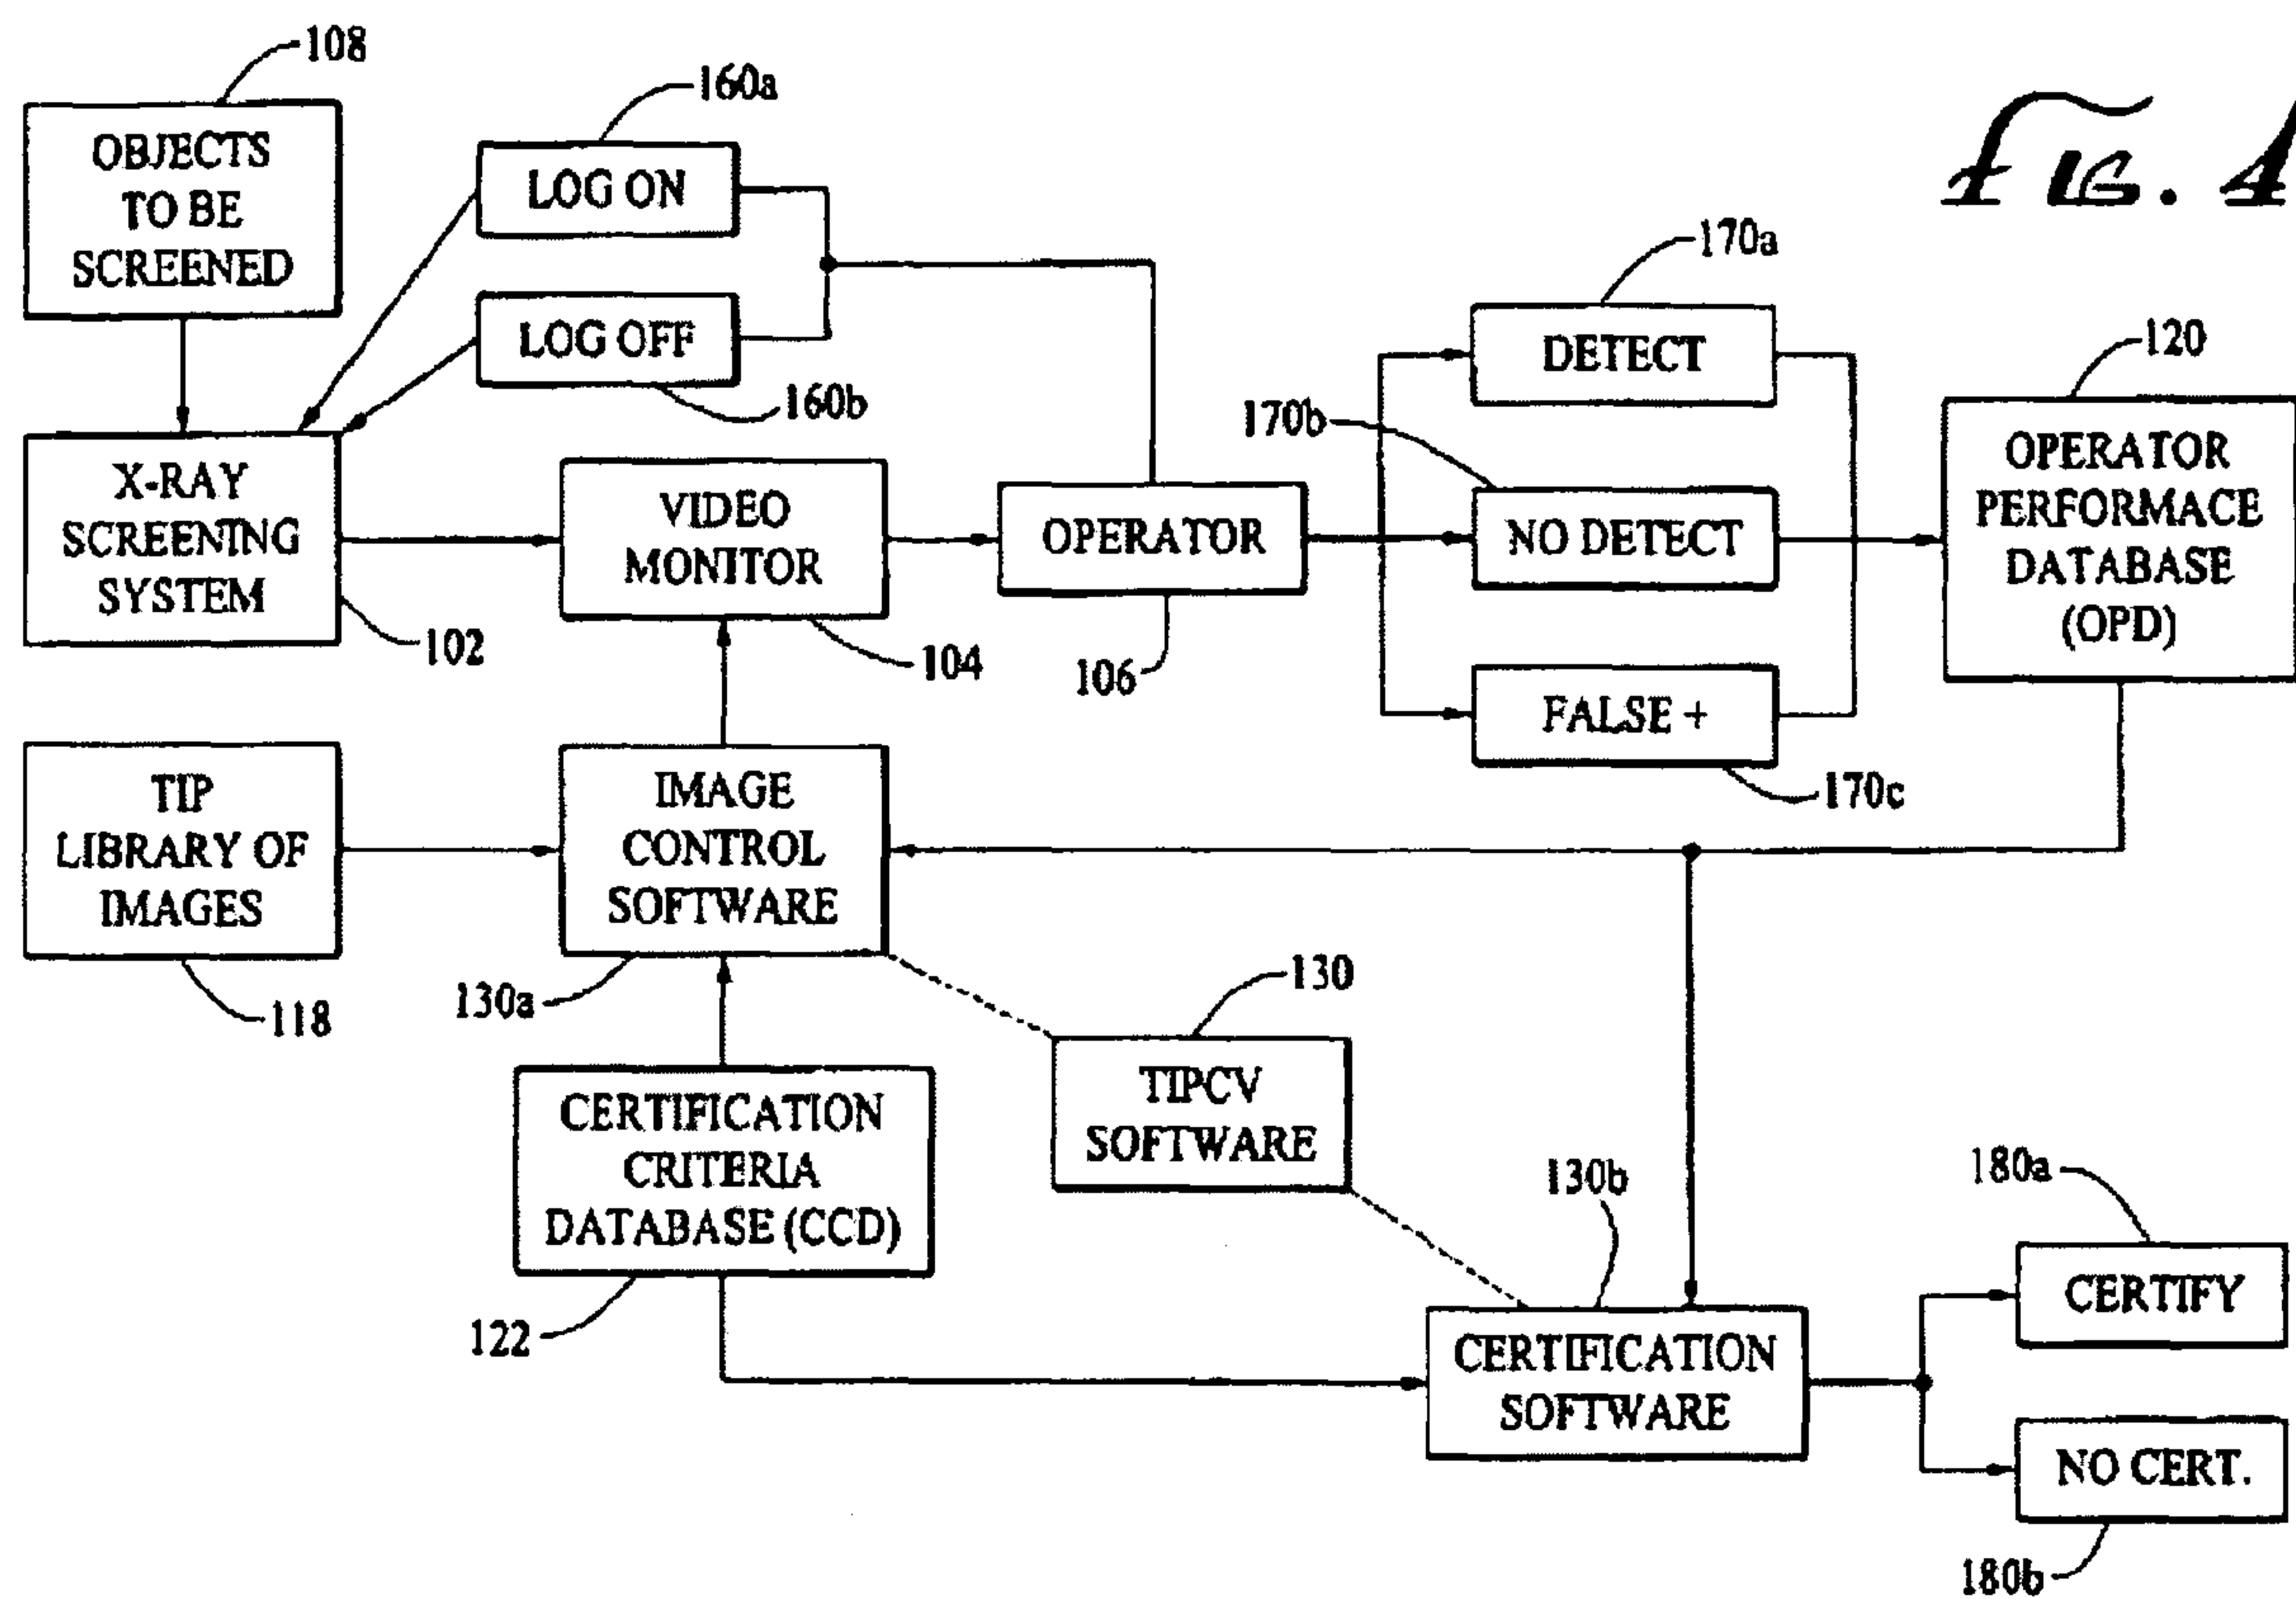 FIG. 4
108
OBJECTS
TO BE
SCREENED
160a
LOG ON
LOG OFF
160b
X-RAY
SCREENING
SYSTEM
102
VIDEO
MONITOR
104
OPERATOR
106
170a
DETECT
170b
NO DETECT
FALSE +
170c
120
OPERATOR
PERFORMACE
DATABASE
(OPD)
TIP
LIBRARY OF
IMAGES
118
IMAGE
CONTROL
SOFTWARE
130a
130
TIPCV
SOFTWARE
CERTIFICATION
CRITERIA
DATABASE (CCD)
122
130b
CERTIFICATION
SOFTWARE
180a
CERTIFY
NO CERT.
180b